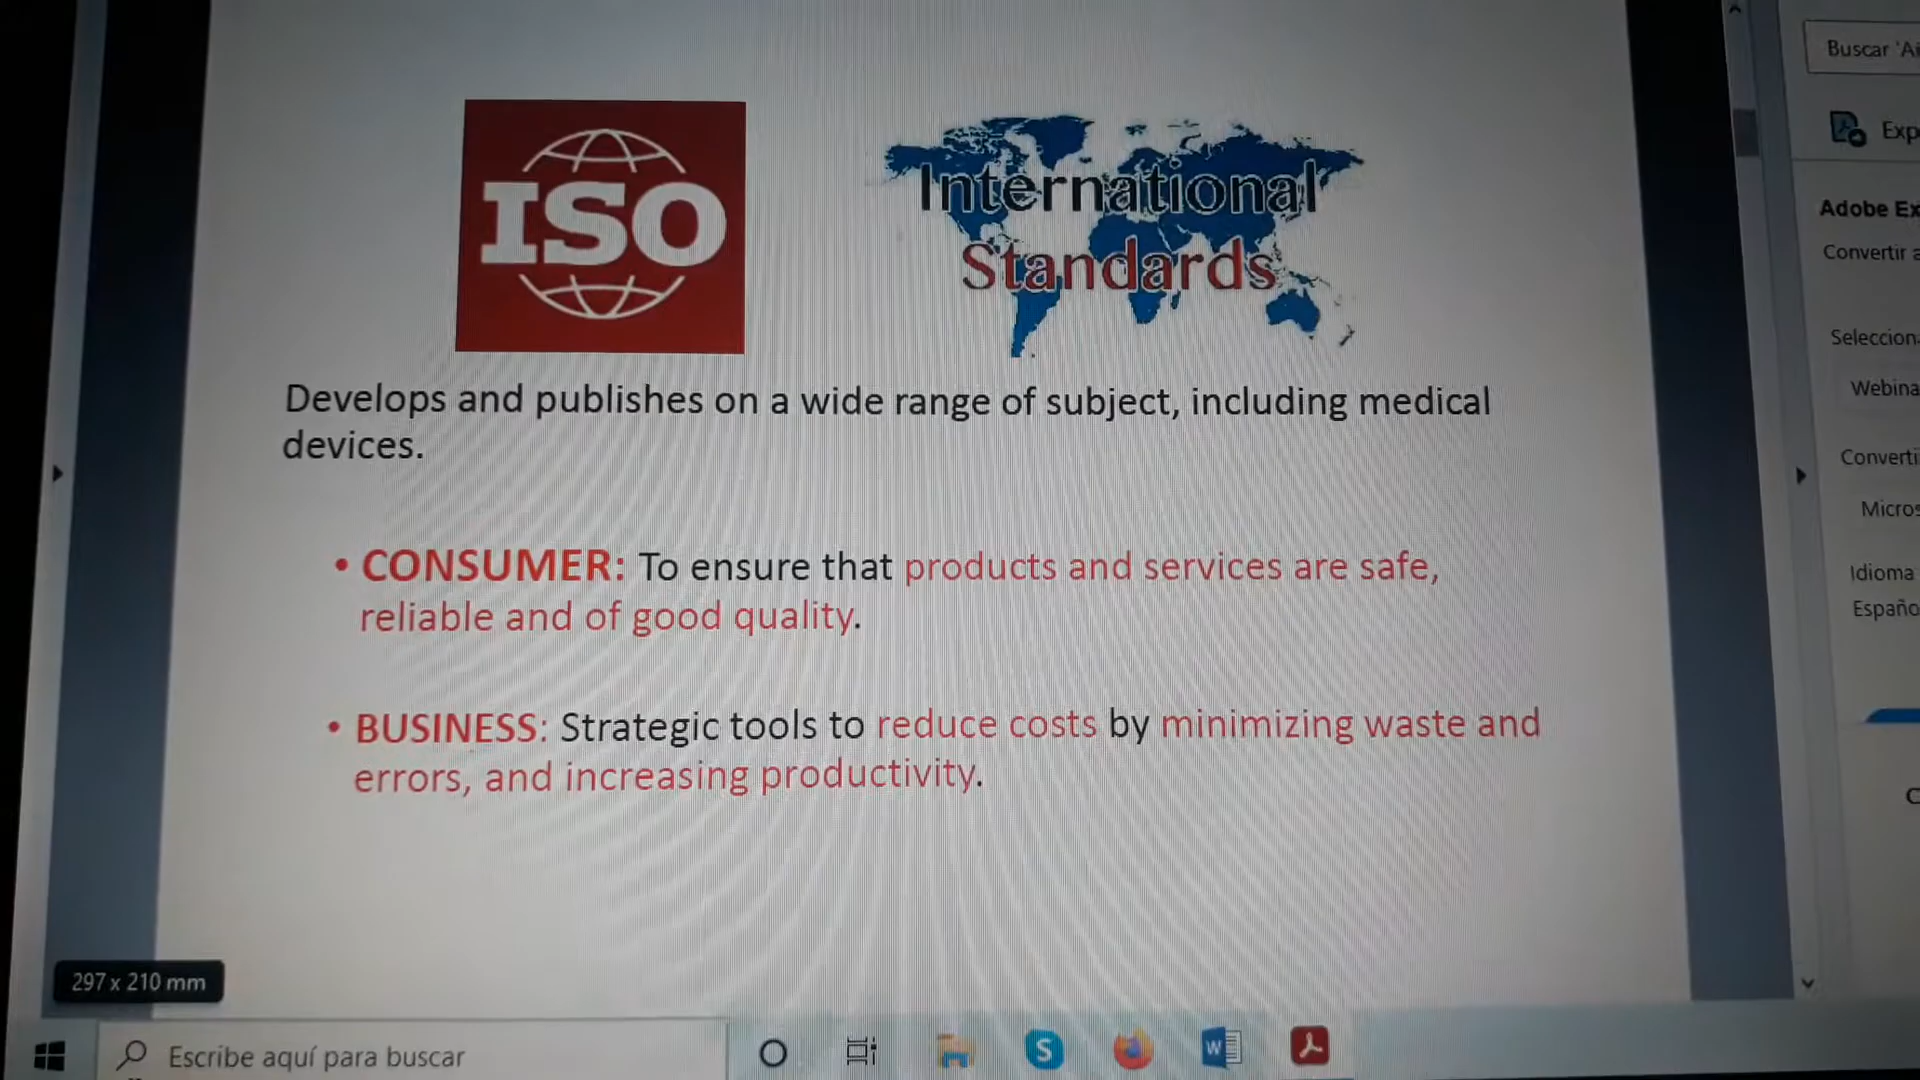 ISO
International
Standards
Develops and publishes on a wide range of subject, including medical
devices.
• CONSUMER: To ensure that products and services are safe,
reliable and of good quality.
• BUSINESS: Strategic tools to reduce costs by minimizing waste and
errors, and increasing productivity.
297 x 210 mm
Escribe aquí para buscar
S
W
Buscar 'A
Exp
Adobe Ex
Convertir a
Seleccion
Webina
Converti
Micros
Idioma
Españo
C